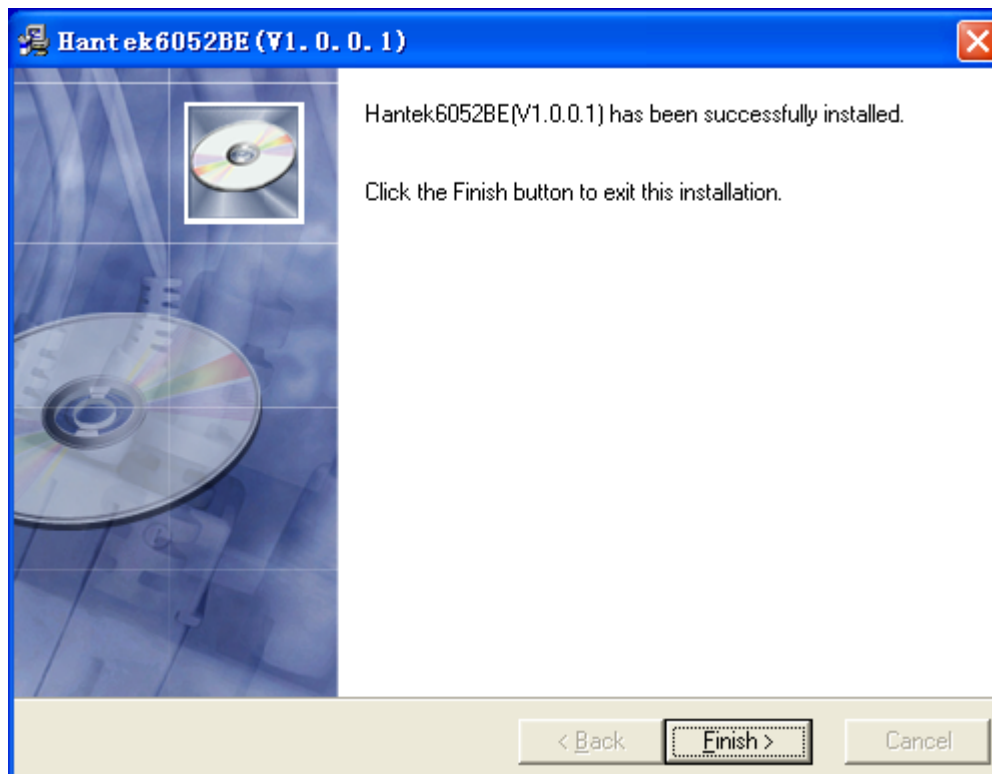 Hantek6052BE(V1.0.0.1)
Hantek6052BE(V1.0.0.1) has been successfully installed.
Click the Finish button to exit this installation.
< Back
Finish >
Cancel